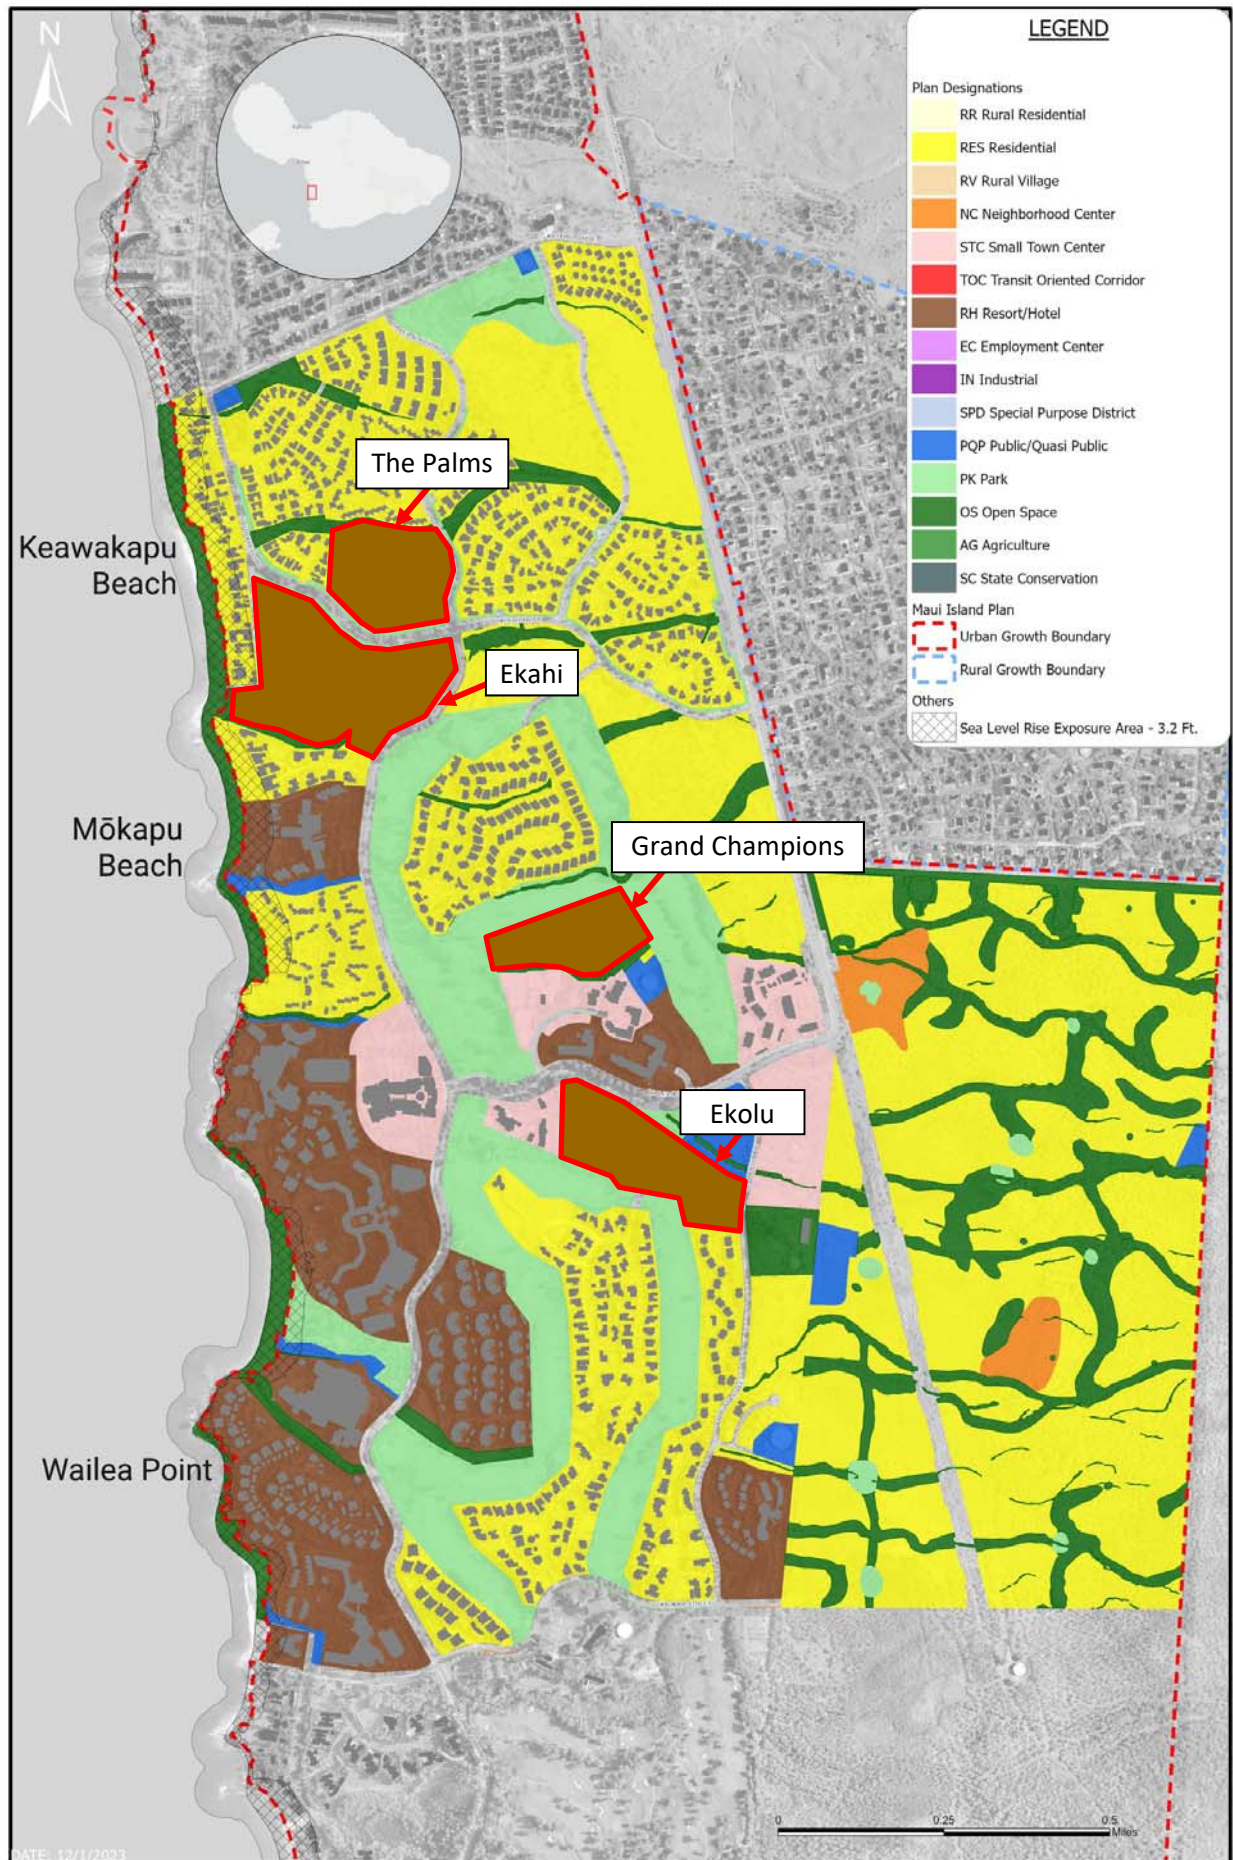 N
LEGEND
Plan Designations
RR Rural Residential
RES Residential
RV Rural Village
NC Neighborhood Center
STC Small Town Center
TOC Transit Oriented Corridor
RH Resort/Hotel
EC Employment Center
IN Industrial
SPD Special Purpose District
PQP Public/Quasi Public
PK Park
OS Open Space
AG Agriculture
SC State Conservation
Maui Island Plan
Urban Growth Boundary
Rural Growth Boundary
Others
Sea Level Rise Exposure Area - 3.2 Ft.
The Palms
Keawakapu
Beach
Ekahi
Mōkapu
Beach
Grand Champions
Ekolu
Wailea Point
0 0.25 0.5
Miles
DATE: 12/1/2023